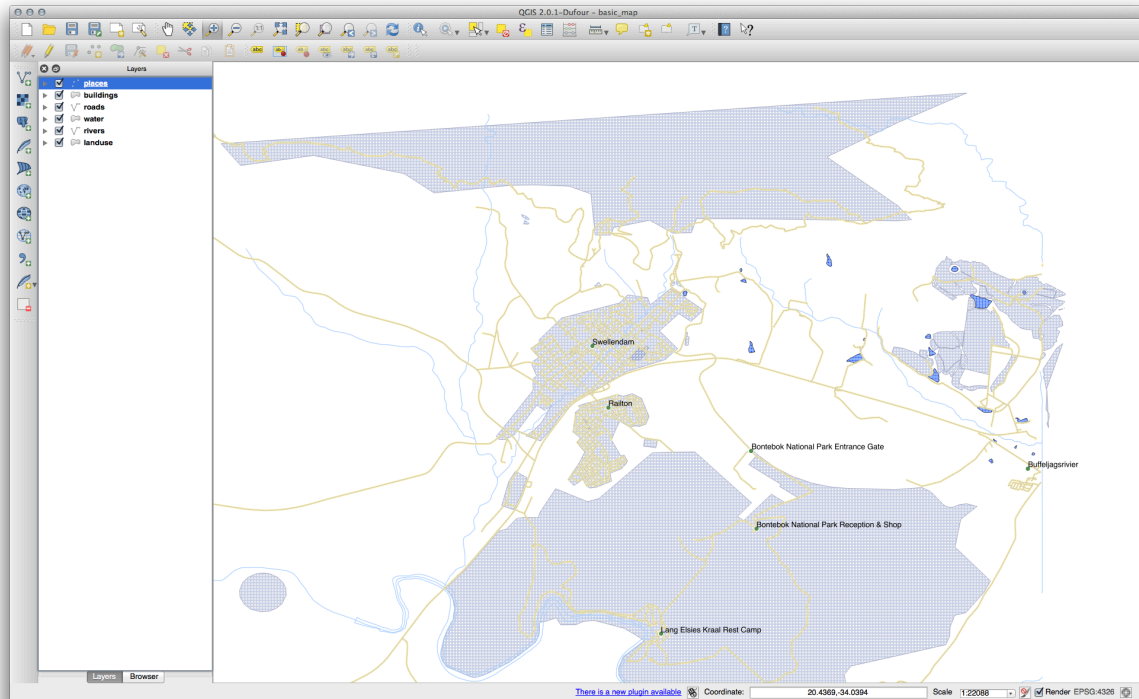 QGIS 2.0.1-Dufour - basic_map
Layers
places
buildings
roads
water
rivers
landuse
Swellendam
Railton
Bontebok National Park Entrance Gate
Buffeljagsrivier
Bontebok National Park Reception & Shop
Lang Elsies Kraal Rest Camp
Layers Browser
There is a new plugin available Coordinate: 20.4369,-34.0394 Scale 1:22088 Render EPSG:4326